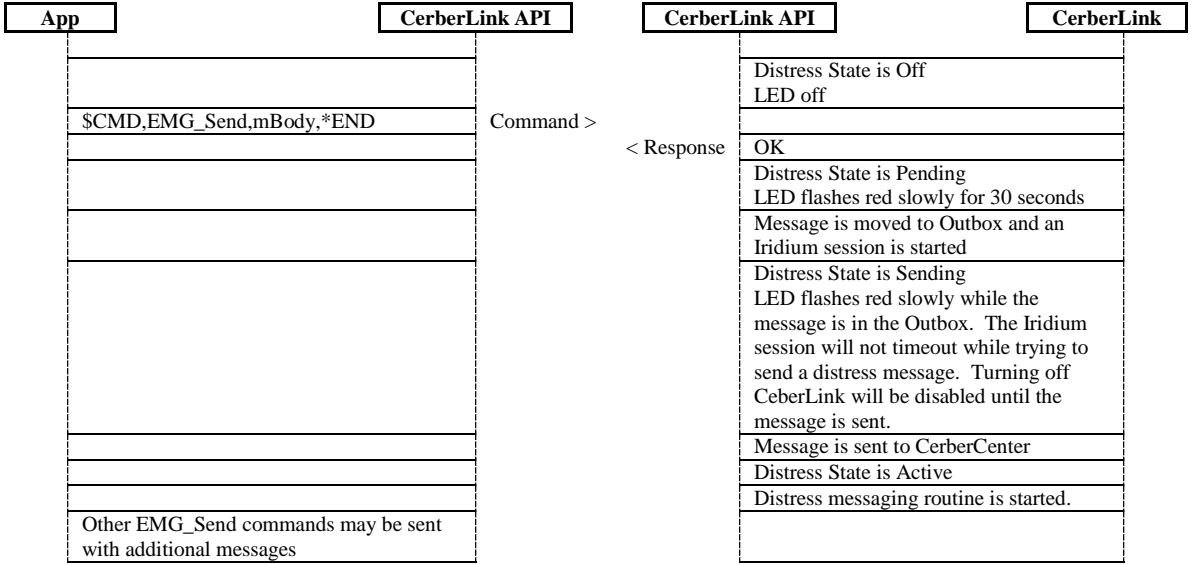 App
CerberLink API
CerberLink API
CerberLink
Distress State is Off
LED off
$CMD,EMG_Send,mBody,*END
Command >
< Response
OK
Distress State is Pending
LED flashes red slowly for 30 seconds
Message is moved to Outbox and an
Iridium session is started
Distress State is Sending
LED flashes red slowly while the
message is in the Outbox.  The Iridium
session will not timeout while trying to
send a distress message.  Turning off
CeberLink will be disabled until the
message is sent.
Message is sent to CerberCenter
Distress State is Active
Distress messaging routine is started.
Other EMG_Send commands may be sent
with additional messages